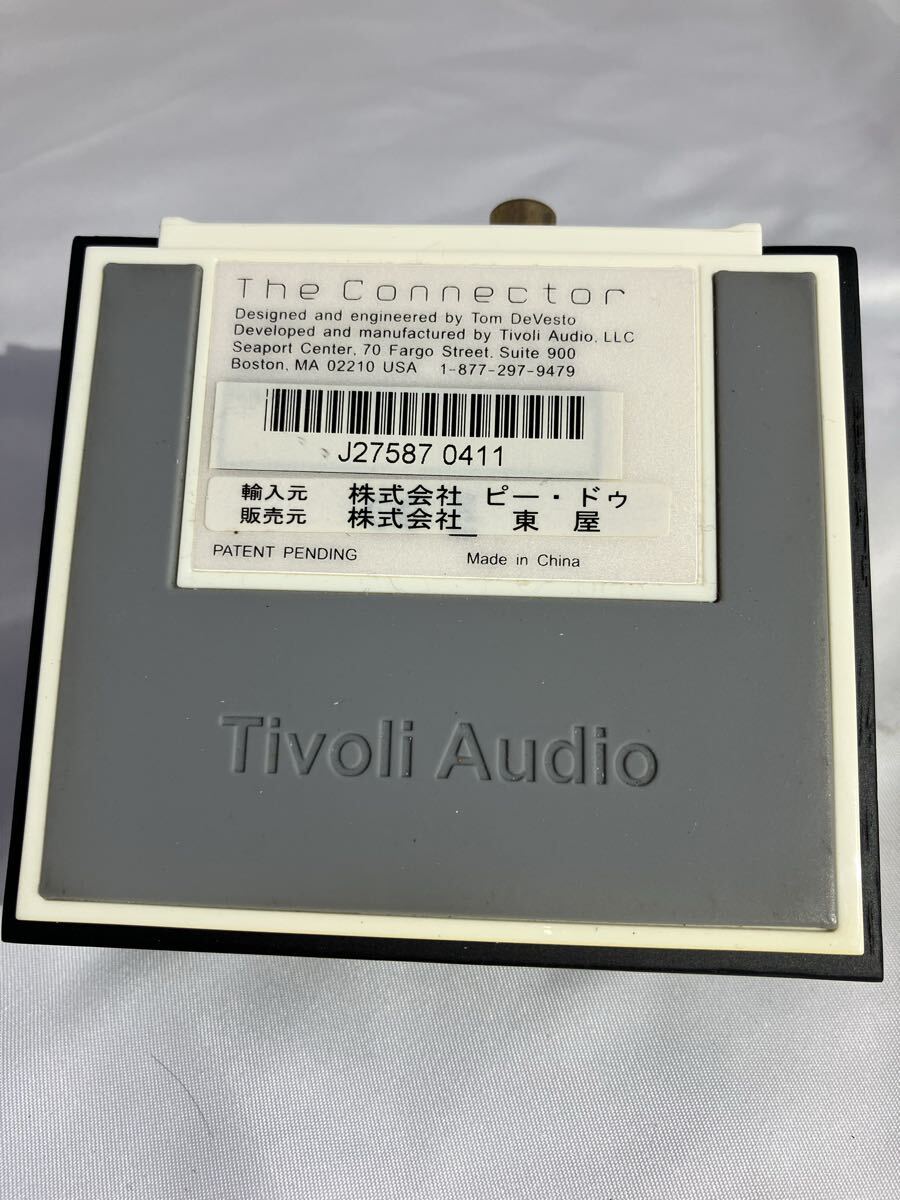 The Connector
Designed and engineered by Tom DeVesto
Developed and manufactured by Tivoli Audio, LLC
Seaport Center, 70 Fargo Street, Suite 900
Boston, MA 02210 USA 1-877-297-9479
J27587 0411
輸入元 株式会社 ピー・ドゥ
販売元 株式会社 東屋
PATENT PENDING Made in China
Tivoli Audio